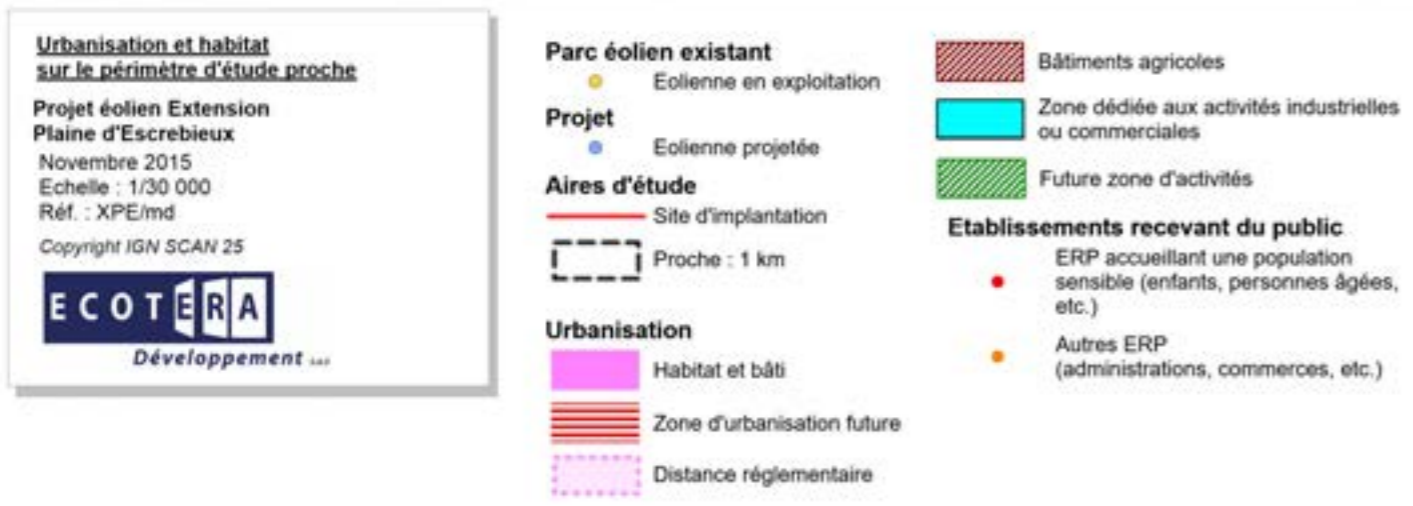 Urbanisation et habitat
sur le périmètre d'étude proche
Projet éolien Extension
Plaine d'Escrebieux
Novembre 2015
Echelle : 1/30 000
Réf. : XPE/md
Copyright IGN SCAN 25
ECOTERA
Développement
Parc éolien existant
Eolienne en exploitation
Projet
Eolienne projetée
Aires d'étude
Site d'implantation
Proche : 1 km
Urbanisation
Habitat et bâti
Zone d'urbanisation future
Distance réglementaire
Bâtiments agricoles
Zone dédiée aux activités industrielles
ou commerciales
Future zone d'activités
Etablissements recevant du public
ERP accueillant une population
sensible (enfants, personnes âgées,
etc.)
Autres ERP
(administrations, commerces, etc.)